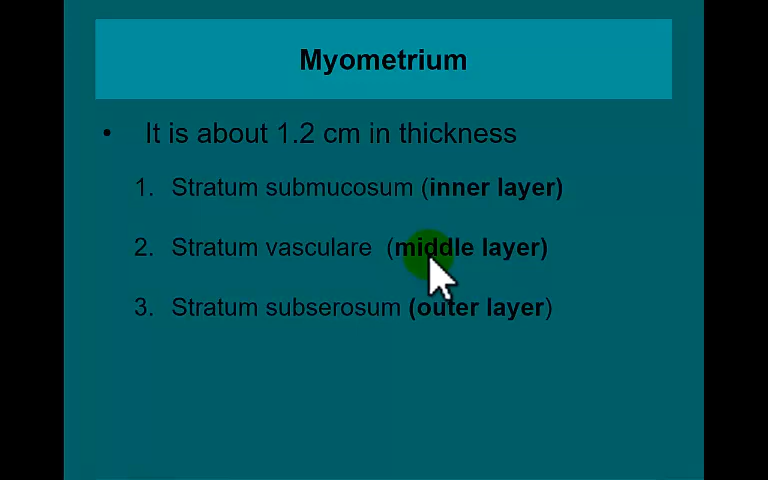 Myometrium
• It is about 1.2 cm in thickness
1. Stratum submucosum (inner layer)
2. Stratum vasculare (middle layer)
3. Stratum subserosum (outer layer)